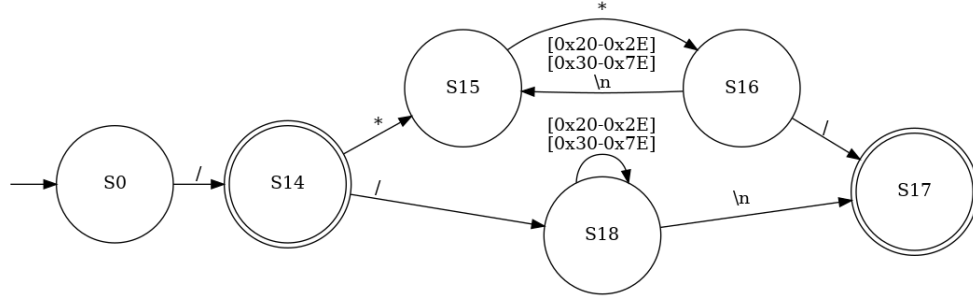 *
[0x20-0x2E]
[0x30-0x7E]
\n
S15
S16
*
/
[0x20-0x2E]
[0x30-0x7E]
/
S0
S14
/
S17
\n
S18